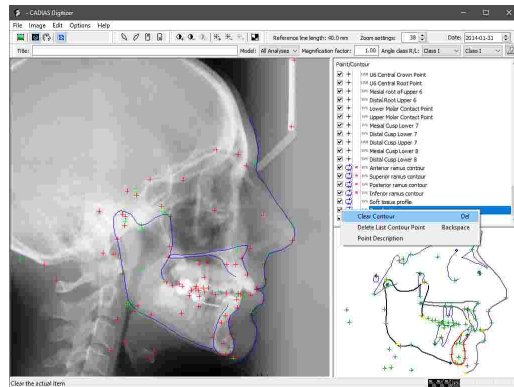 $ - CADIAS Digitizer
File Image Edit Options Help
Reference line length: 40.0 mm Zoom settings: 38 Date: 2014-01-21
Title: Model: All Analyses Magnification factor: 1.00 Angle class R/L: Class 1 Class 1
Point/Contour
U6 Central Crown Point
U6 Central Root Point
Mesial root of upper 6
Distal Root Upper 6
Lower Molar Contact Point
Upper Molar Contact Point
Mesial Cusp Lower 7
Distal Cusp Lower 7
Distal Cusp Upper 7
Mesial Cusp Lower 8
Distal Cusp Lower 8
Anterior ramus contour
Superior ramus contour
Posterior ramus contour
Inferior ramus contour
Soft tissue profile
Clear Contour Del
Delete Last Contour Point Backspace
Point Description
Clear the actual item